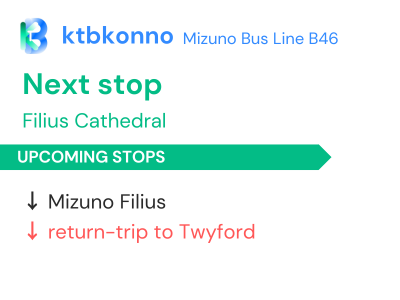 ktbkonno Mizuno Bus Line B46
Next stop
Filius Cathedral
UPCOMING STOPS
↓ Mizuno Filius
↓ return-trip to Twyford